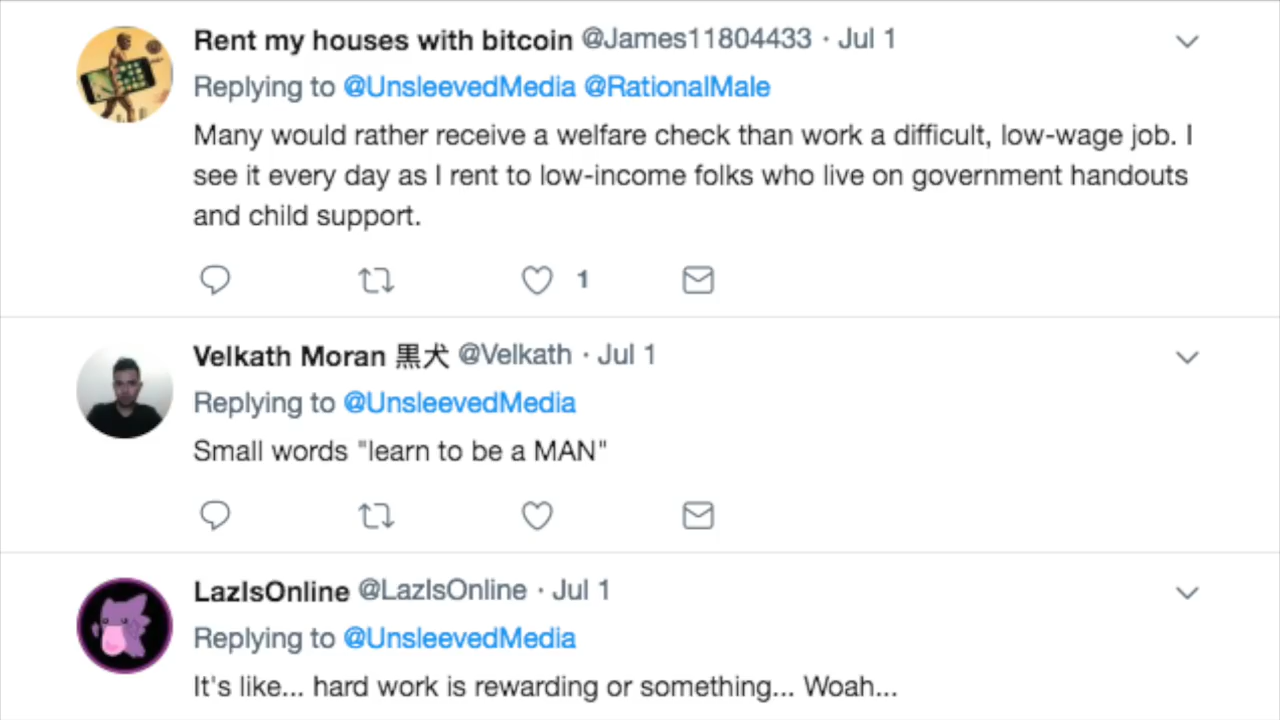 Rent my houses with bitcoin @James11804433 · Jul 1
Replying to @UnsleevedMedia @RationalMale
Many would rather receive a welfare check than work a difficult, low-wage job. I
see it every day as I rent to low-income folks who live on government handouts
and child support.
1
Velkath Moran 黒犬 @Velkath · Jul 1
Replying to @UnsleevedMedia
Small words "learn to be a MAN"
LazIsOnline @LazIsOnline · Jul 1
Replying to @UnsleevedMedia
It's like... hard work is rewarding or something... Woah...